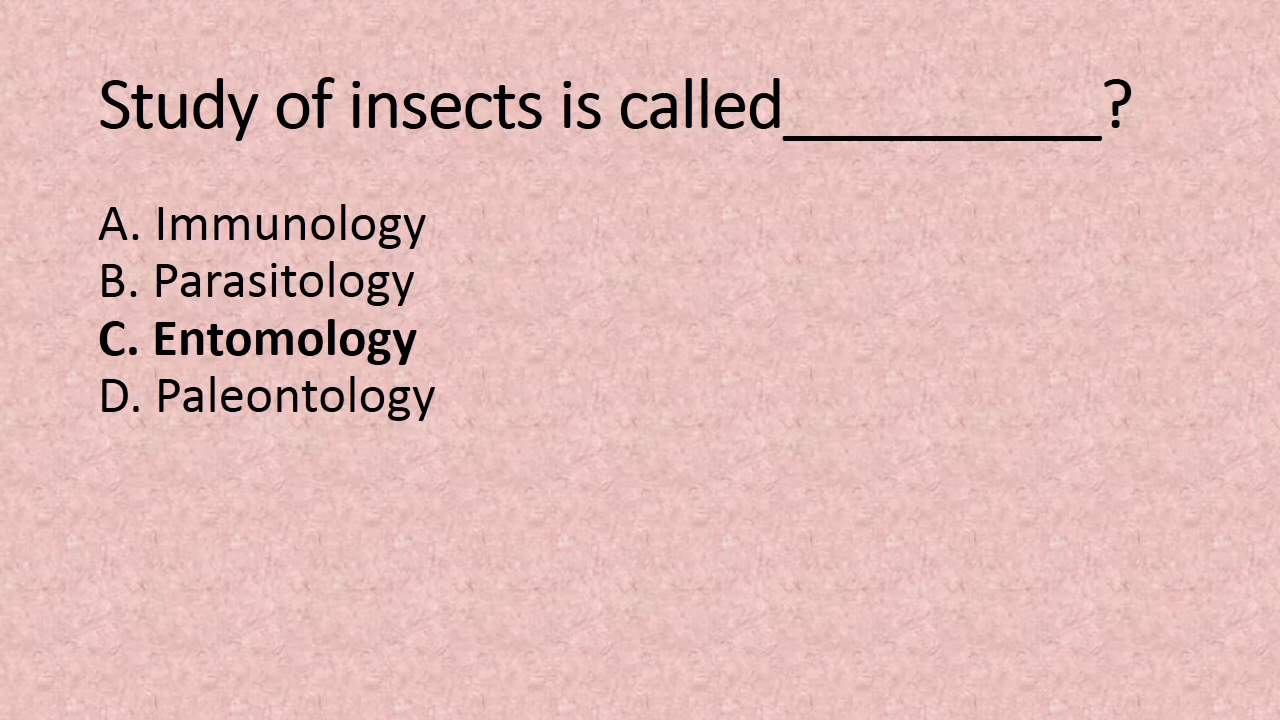 Study of insects is called__________?
A. Immunology
B. Parasitology
C. Entomology
D. Paleontology